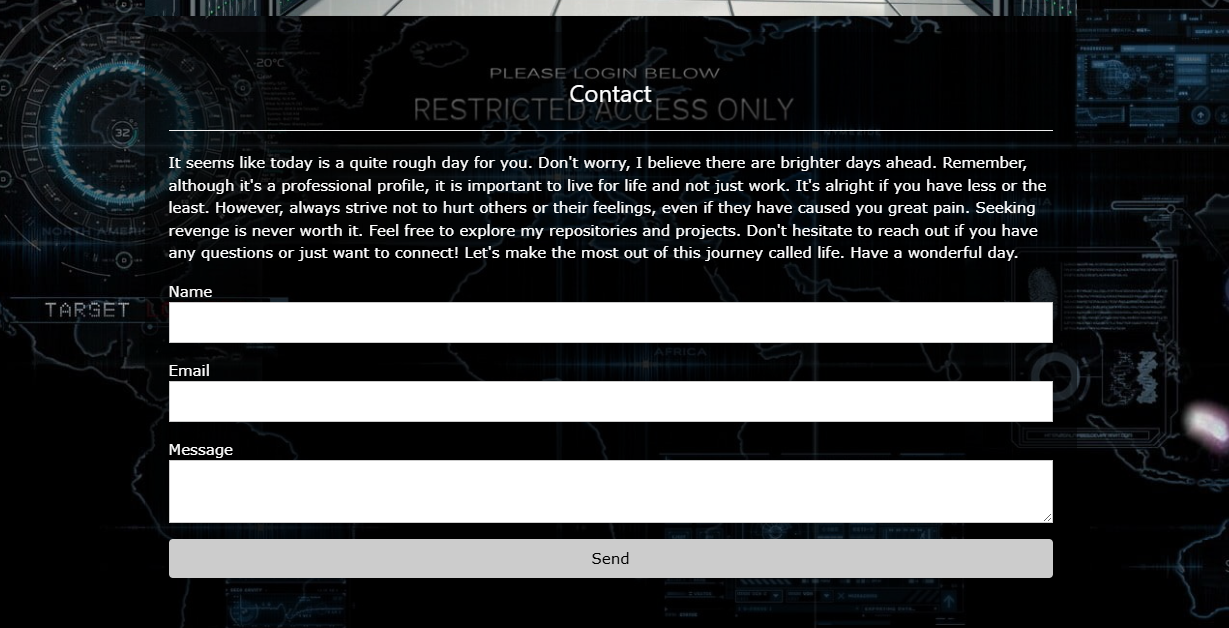 -20°C
PLEASE LOGIN BELOW
Contact
RESTRICTED ACCESS ONLY
32
It seems like today is a quite rough day for you. Don't worry, I believe there are brighter days ahead. Remember,
although it's a professional profile, it is important to live for life and not just work. It's alright if you have less or the
least. However, always strive not to hurt others or their feelings, even if they have caused you great pain. Seeking
revenge is never worth it. Feel free to explore my repositories and projects. Don't hesitate to reach out if you have
any questions or just want to connect! Let's make the most out of this journey called life. Have a wonderful day.
NORTH AMERIC
Name
TARGET
AFRICA
Email
Message
Send